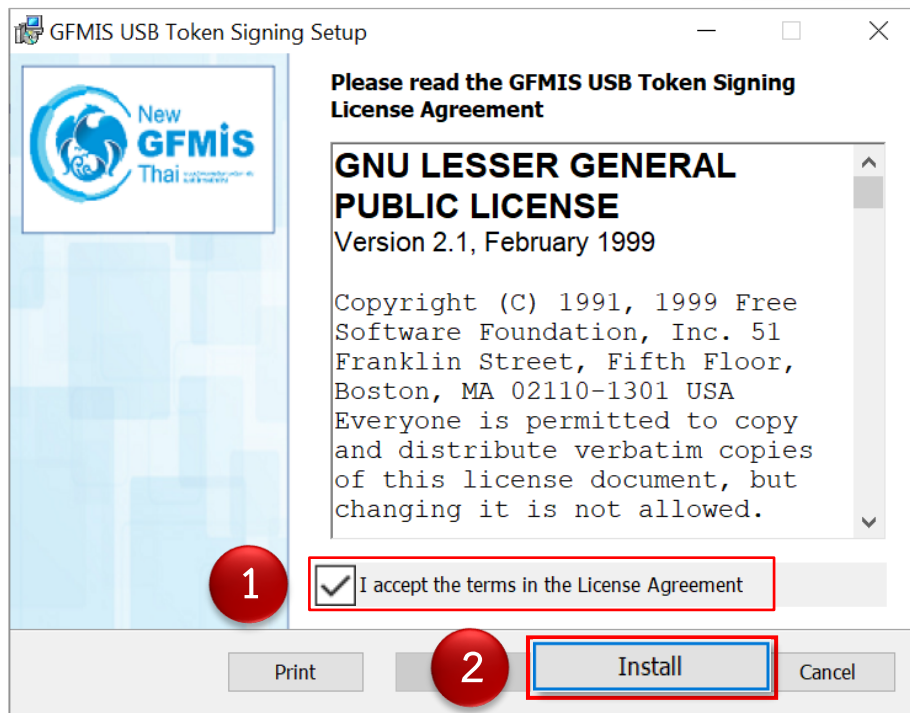 GFMIS USB Token Signing Setup
New
GFMIS
Thai
Please read the GFMIS USB Token Signing
License Agreement
GNU LESSER GENERAL
PUBLIC LICENSE
Version 2.1, February 1999
Copyright (C) 1991, 1999 Free
Software Foundation, Inc. 51
Franklin Street, Fifth Floor,
Boston, MA 02110-1301 USA
Everyone is permitted to copy
and distribute verbatim copies
of this license document, but
changing it is not allowed.
1
I accept the terms in the License Agreement
Print
2
Install
Cancel